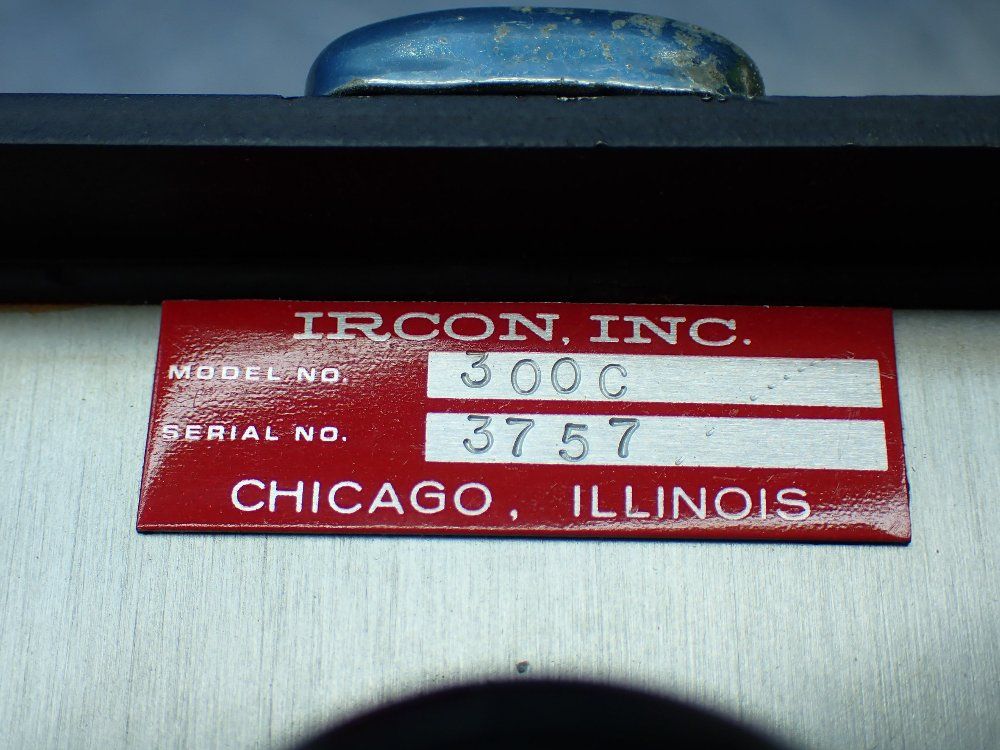 IRCON, INC.
MODEL NO. 300C
SERIAL NO. 3757
CHICAGO, ILLINOIS